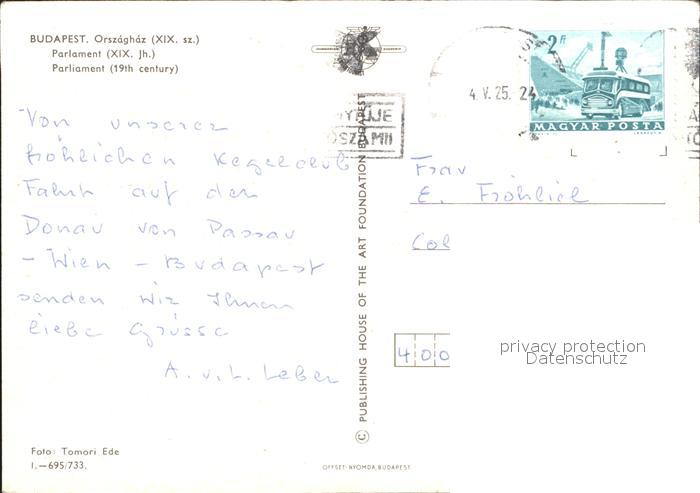 BUDAPEST. Országház (XIX. sz.)
Parlament (XIX. Jh.)
Parliament (19th century)
Von unserer
fröhlichen Kegelclub
Fahrt auf der
Donau von Passau
- Wien - Budapest
senden wir Ihnen
liebe Grüsse
A. u. L. Leber
Foto: Tomori Ede
I.—695/733.
© PUBLISHING HOUSE OF THE ART FOUNDATION BUDAPEST
OFFSET-NYOMDA, BUDAPEST
4.V.25. 24
2 Ft
MAGYAR POSTA
Frau
E. Fröhlich
Col
400
privacy protection
Datenschutz